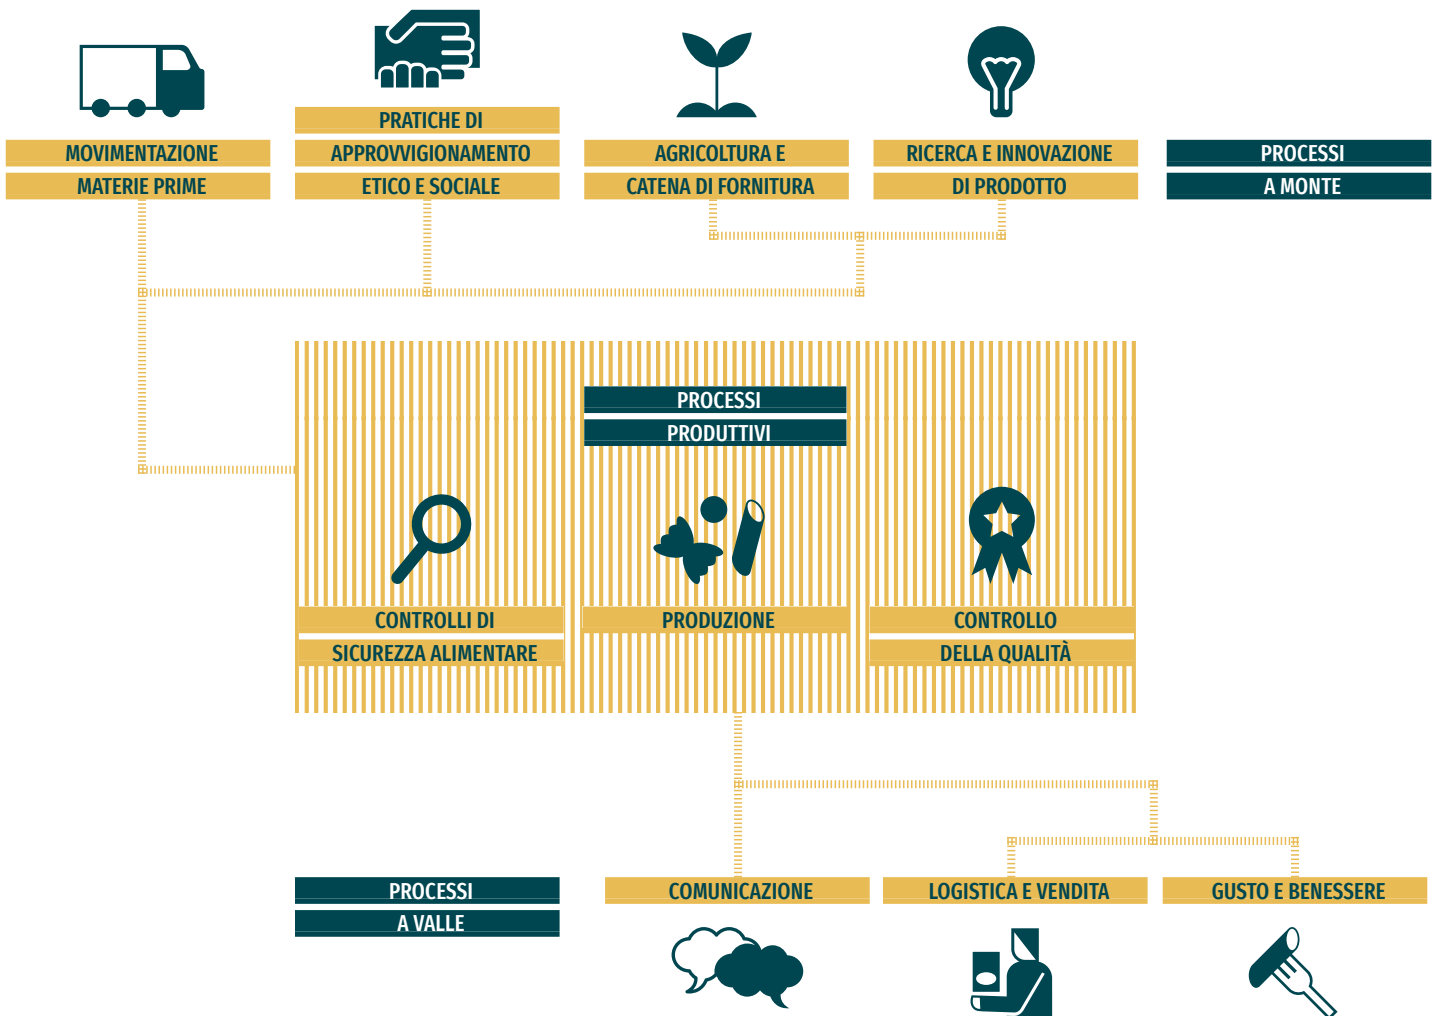 MOVIMENTAZIONE
MATERIE PRIME
PRATICHE DI
APPROVVIGIONAMENTO
ETICO E SOCIALE
AGRICOLTURA E
CATENA DI FORNITURA
RICERCA E INNOVAZIONE
DI PRODOTTO
PROCESSI
A MONTE
PROCESSI
PRODUTTIVI
CONTROLLI DI
SICUREZZA ALIMENTARE
PRODUZIONE
CONTROLLO
DELLA QUALITÀ
PROCESSI
A VALLE
COMUNICAZIONE
LOGISTICA E VENDITA
GUSTO E BENESSERE